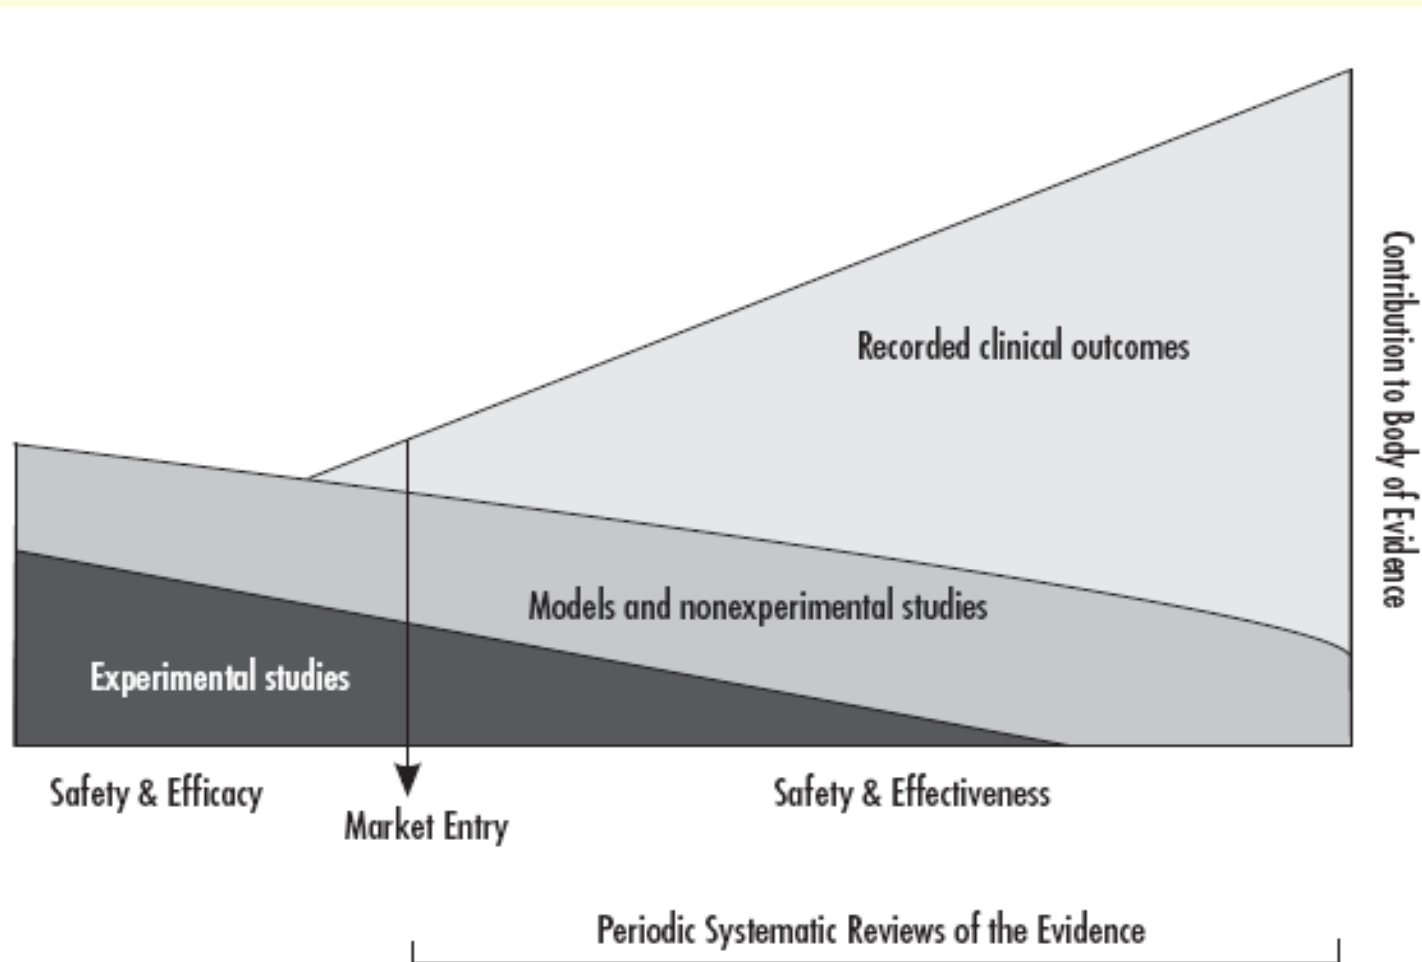 Recorded clinical outcomes
Contribution to Body of Evidence
Models and nonexperimental studies
Experimental studies
Safety & Efficacy
Safety & Effectiveness
Market Entry
Periodic Systematic Reviews of the Evidence